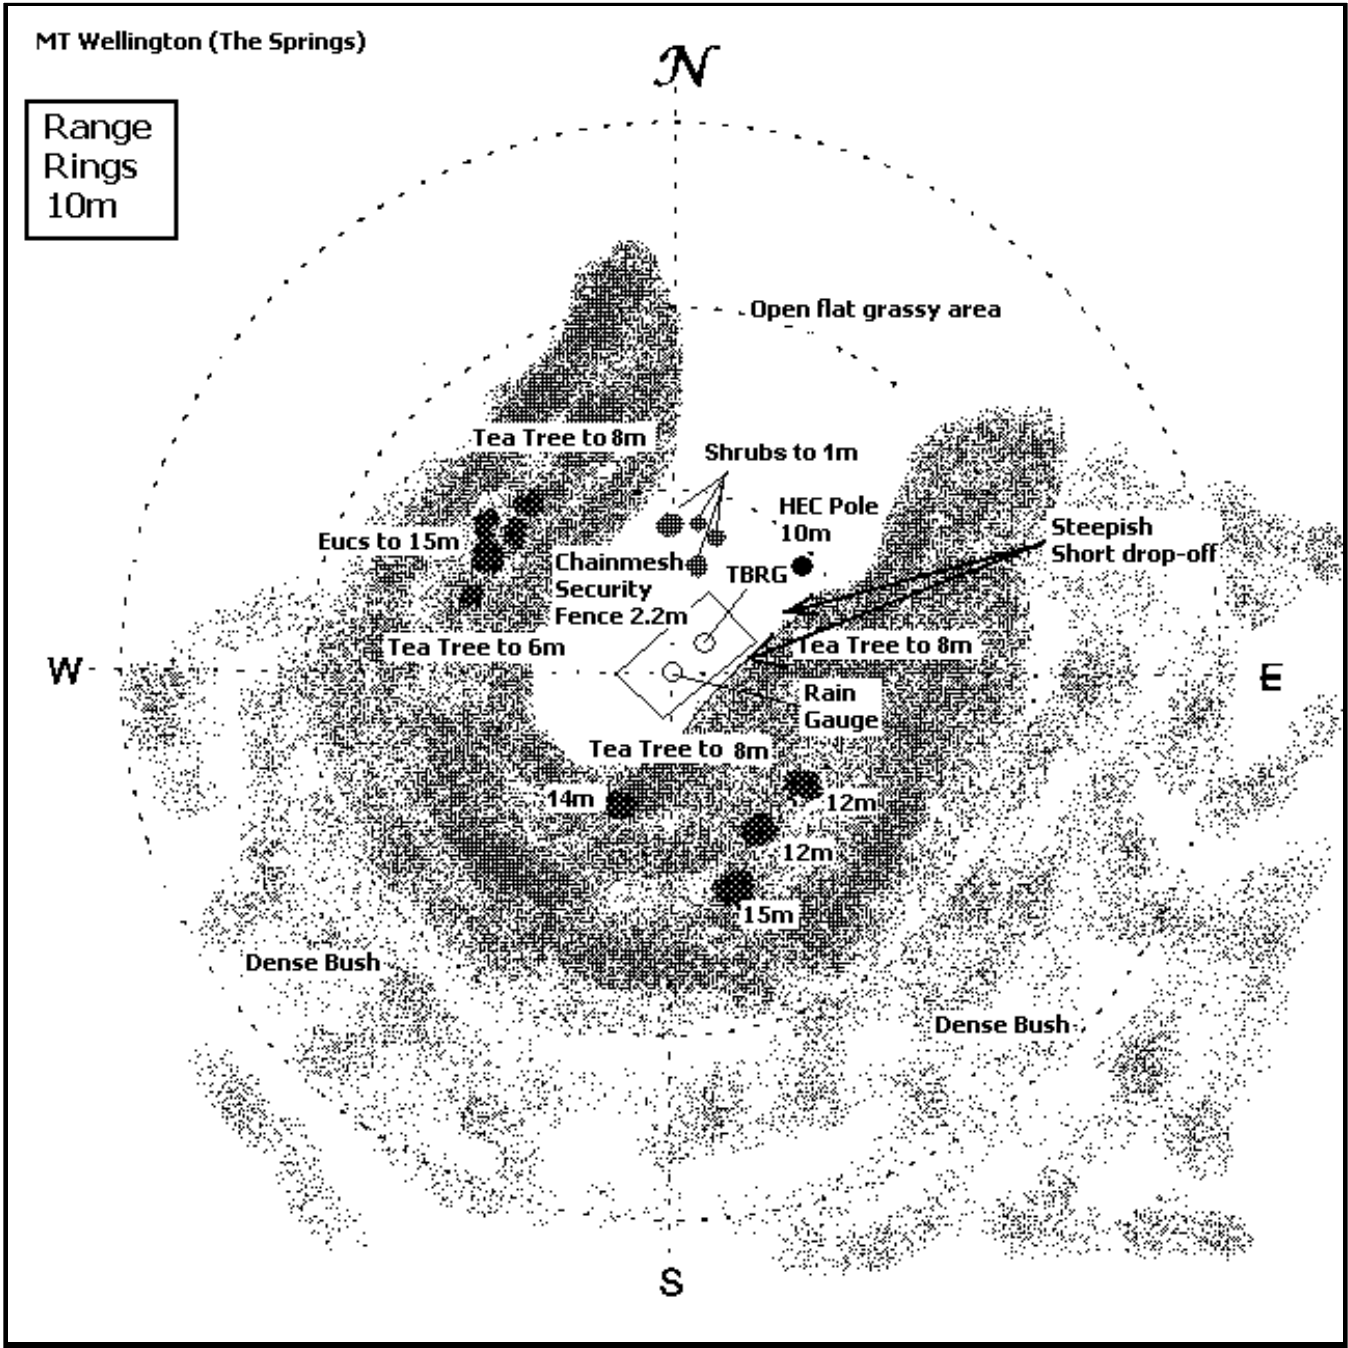 MT Wellington (The Springs)
N
Range
Rings
10m
Open flat grassy area
Tea Tree to 8m
Shrubs to 1m
HEC Pole
10m
Steepish
Short drop-off
Eucs to 15m
Chainmesh
Security
Fence 2.2m
TBRG
Tea Tree to 6m
Tea Tree to 8m
W
E
Rain
Gauge
Tea Tree to 8m
14m
12m
12m
15m
Dense Bush
Dense Bush
S